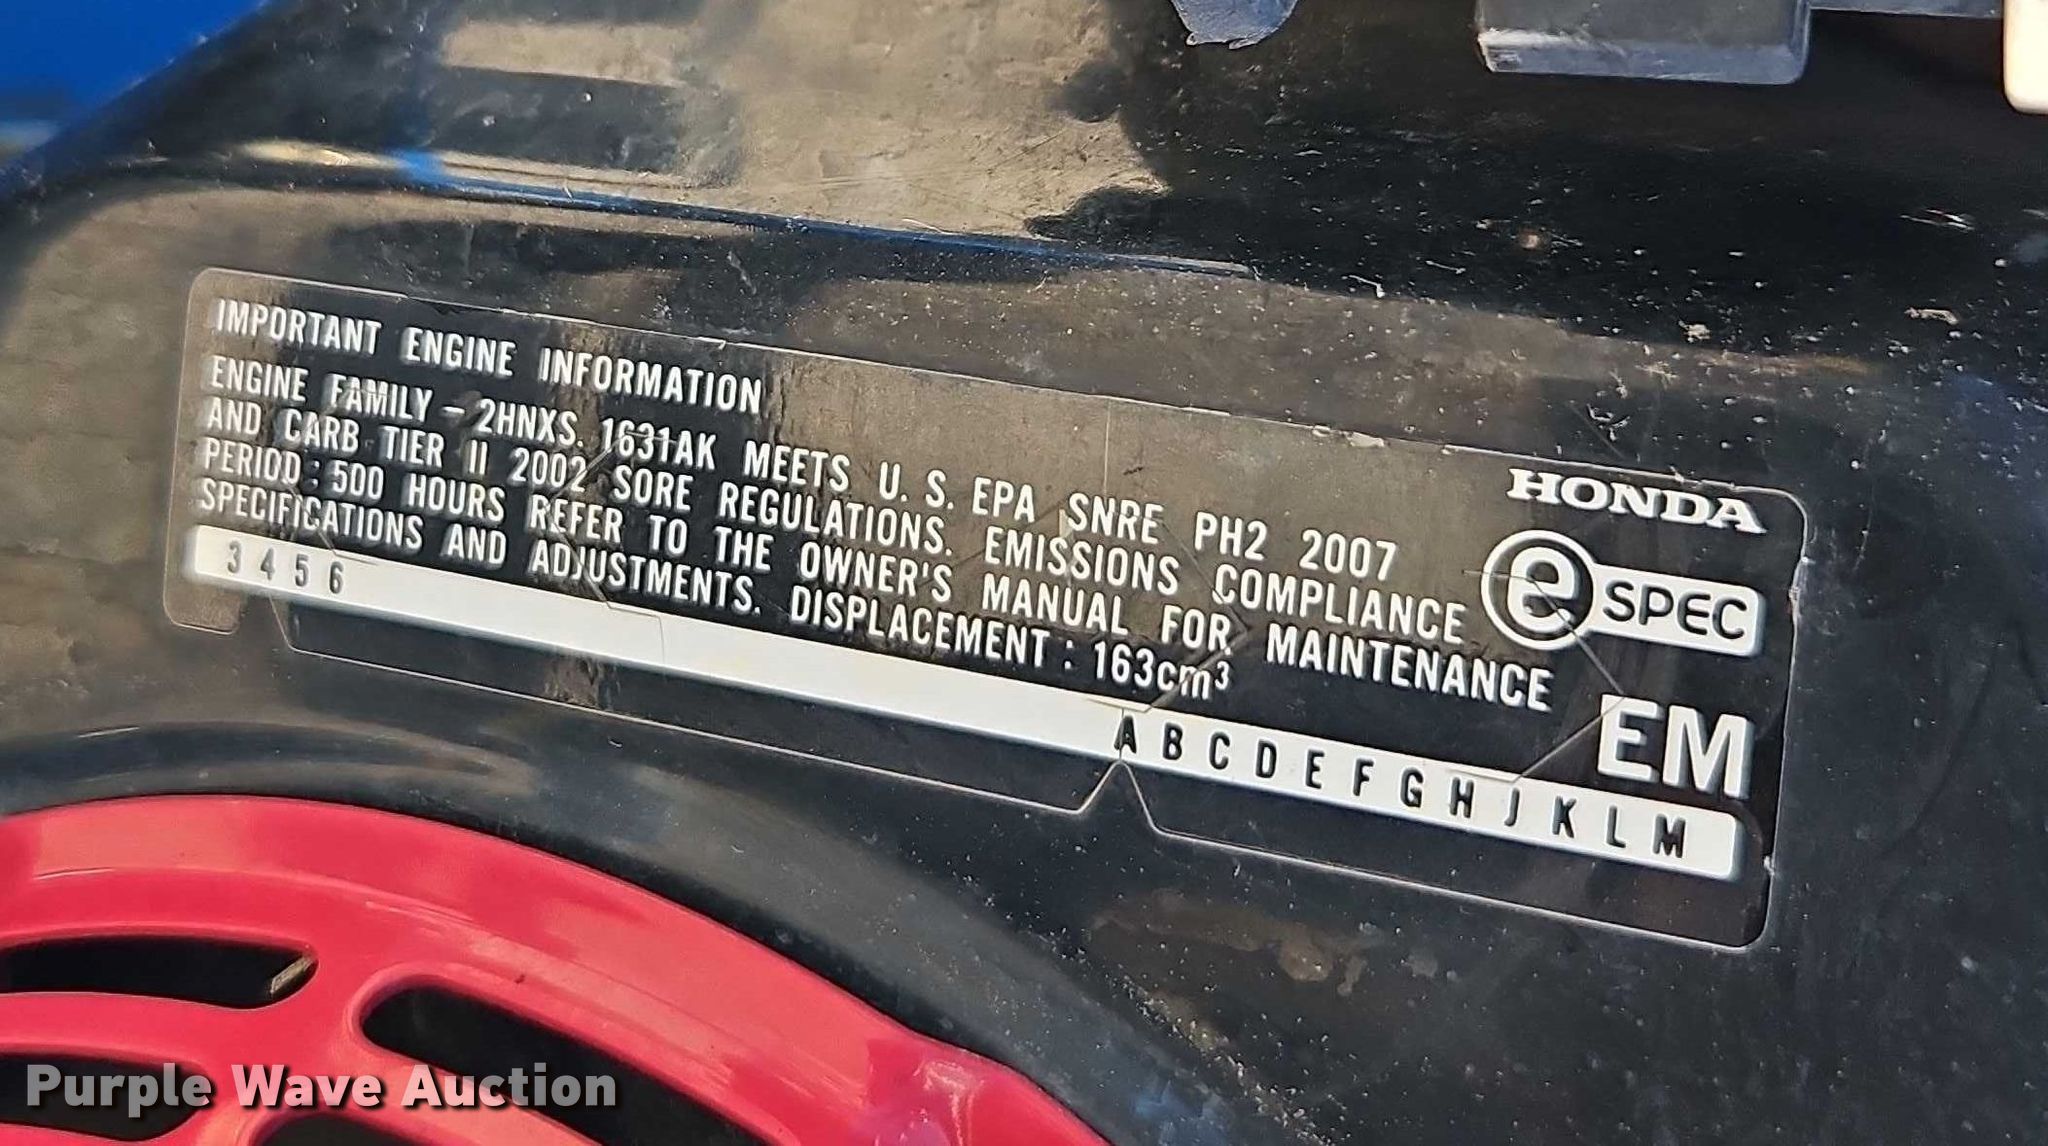 IMPORTANT ENGINE INFORMATION
ENGINE FAMILY - 2HNXS. 1631AK MEETS U. S. EPA SNRE PH2 2007
AND CARB TIER II 2002 SORE REGULATIONS. EMISSIONS COMPLIANCE
PERIOD : 500 HOURS REFER TO THE OWNER'S MANUAL FOR MAINTENANCE
SPECIFICATIONS AND ADJUSTMENTS. DISPLACEMENT : 163cm³
HONDA
e SPEC
EM
3 4 5 6
A B C D E F G H J K L M
Purple Wave Auction